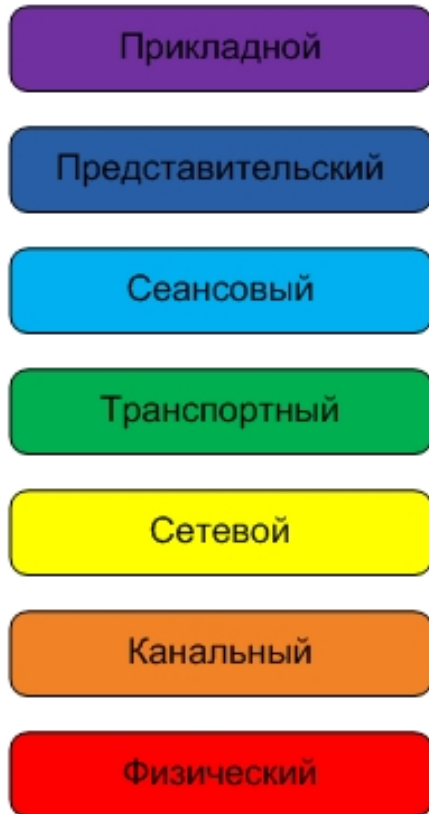 Прикладной
Представительский
Сеансовый
Транспортный
Сетевой
Канальный
Физический